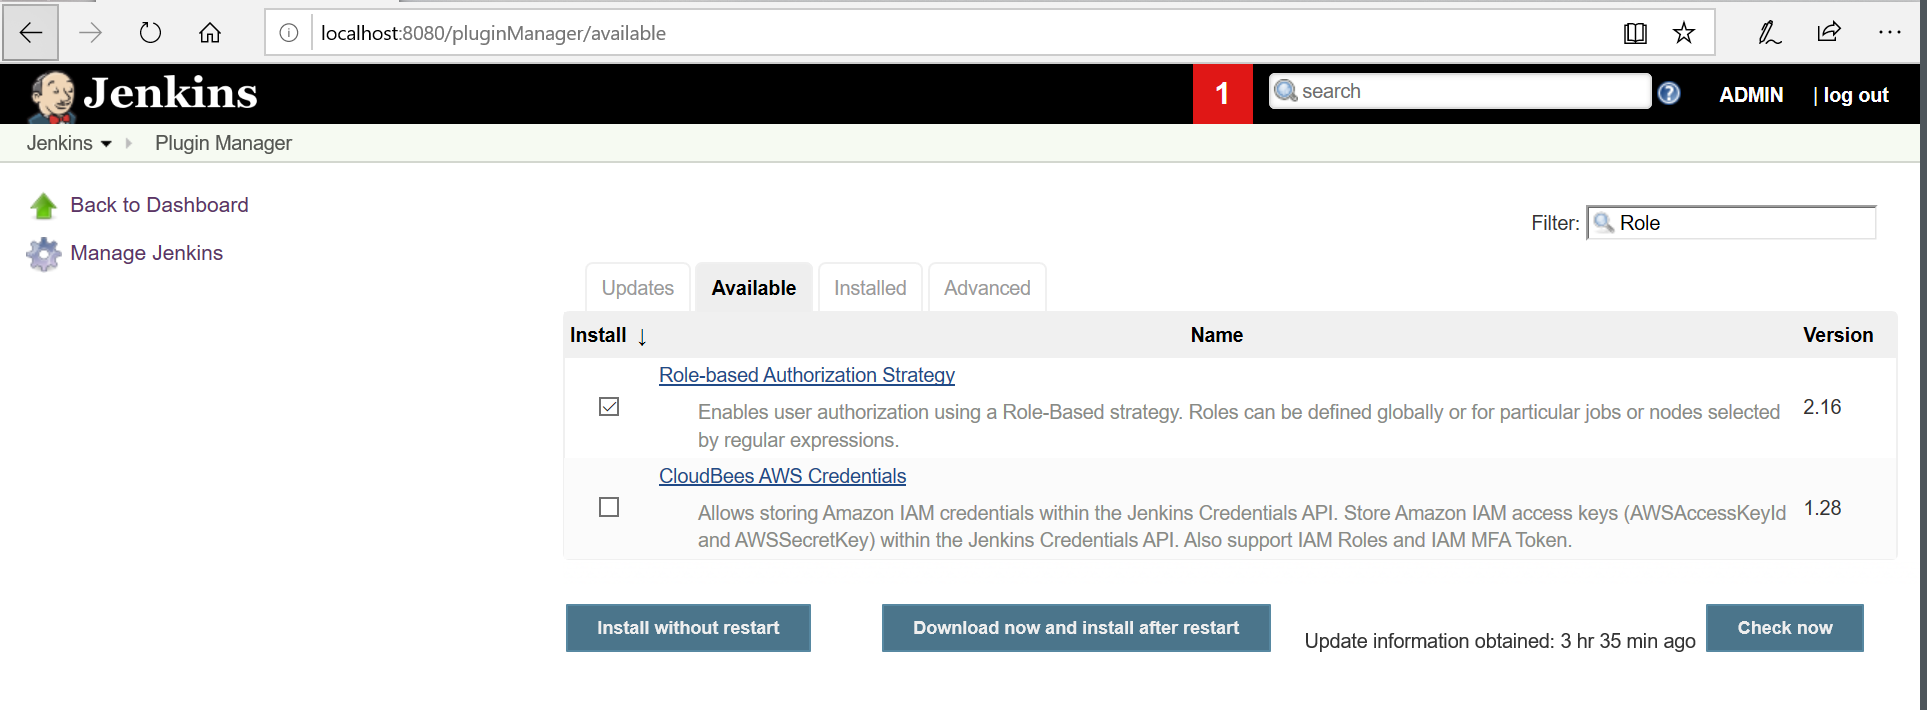 localhost:8080/pluginManager/available
Jenkins
1
search
ADMIN
| log out
Jenkins
Plugin Manager
Back to Dashboard
Manage Jenkins
Filter:
Role
Updates
Available
Installed
Advanced
Install ↓
Name
Version
Role-based Authorization Strategy
Enables user authorization using a Role-Based strategy. Roles can be defined globally or for particular jobs or nodes selected
by regular expressions.
2.16
CloudBees AWS Credentials
Allows storing Amazon IAM credentials within the Jenkins Credentials API. Store Amazon IAM access keys (AWSAccessKeyId
and AWSSecretKey) within the Jenkins Credentials API. Also support IAM Roles and IAM MFA Token.
1.28
Install without restart
Download now and install after restart
Update information obtained: 3 hr 35 min ago
Check now